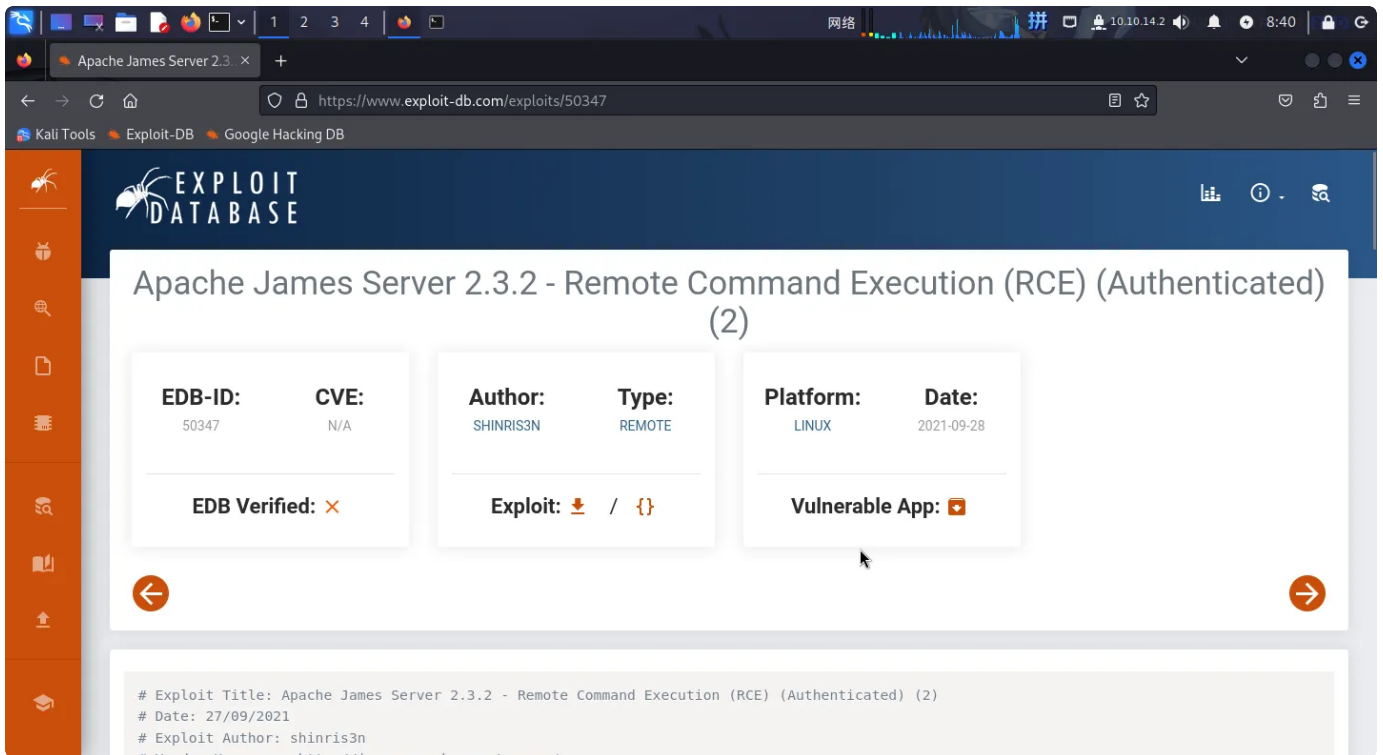 1 2 3 4 网络 拼 10.10.14.2 8:40
Apache James Server 2.3.
https://www.exploit-db.com/exploits/50347
Kali Tools Exploit-DB Google Hacking DB
EXPLOIT
DATABASE
Apache James Server 2.3.2 - Remote Command Execution (RCE) (Authenticated)
(2)
EDB-ID: CVE: Author: Type: Platform: Date:
50347 N/A SHINRIS3N REMOTE LINUX 2021-09-28
EDB Verified: × Exploit: / {} Vulnerable App:
# Exploit Title: Apache James Server 2.3.2 - Remote Command Execution (RCE) (Authenticated) (2)
# Date: 27/09/2021
# Exploit Author: shinris3n